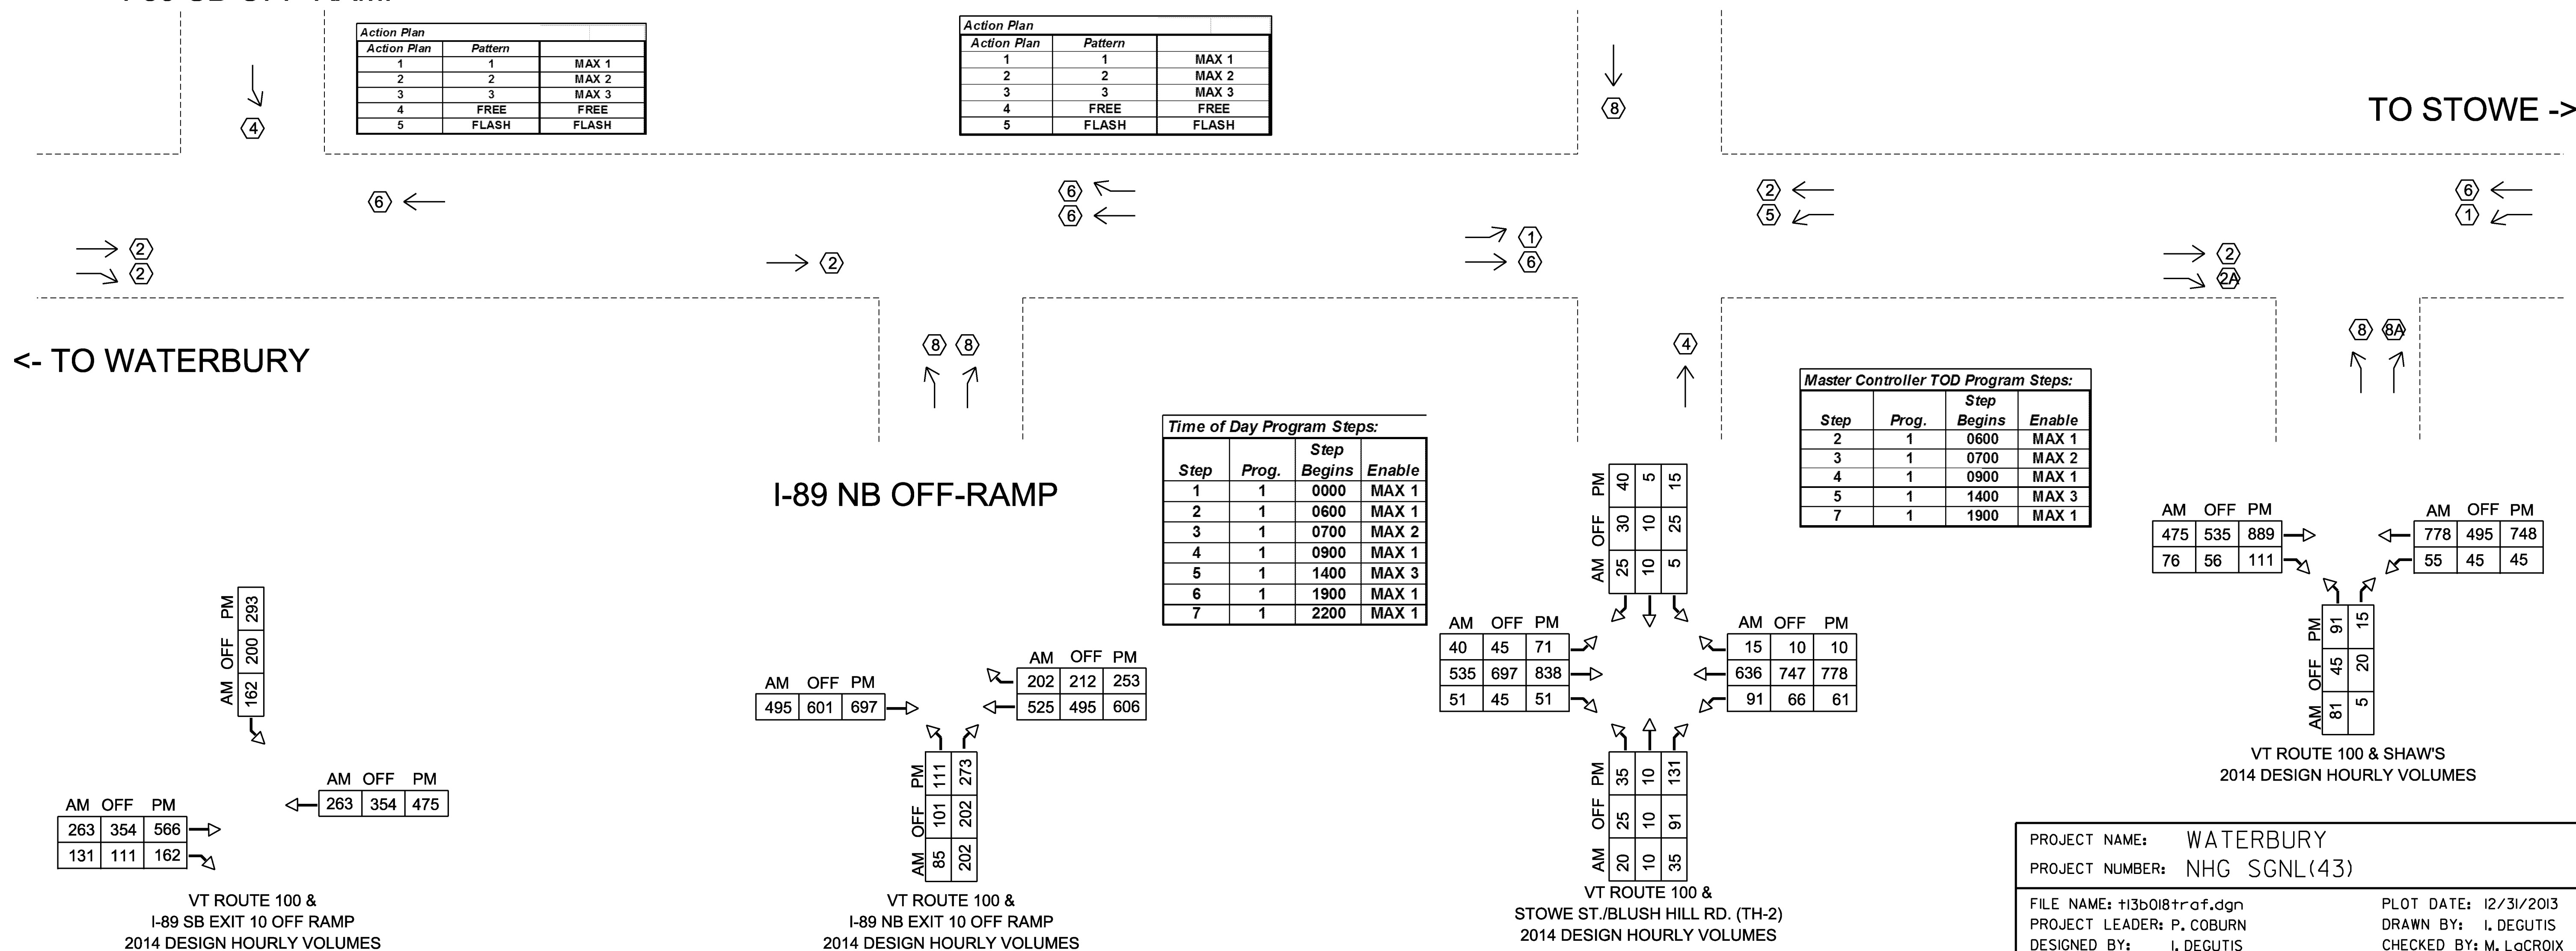 Action Plan
Action Plan Pattern
1 1 MAX 1
2 2 MAX 2
3 3 MAX 3
4 FREE FREE
5 FLASH FLASH
Action Plan
Action Plan Pattern
1 1 MAX 1
2 2 MAX 2
3 3 MAX 3
4 FREE FREE
5 FLASH FLASH
4
8
TO STOWE ->
6
6
6
2
5
6
1
2
2
2
1
6
2
2A
<- TO WATERBURY
8 8
4
8 8A
I-89 NB OFF-RAMP
Time of Day Program Steps:
Step
Step Prog. Begins Enable
1 1 0000 MAX 1
2 1 0600 MAX 1
3 1 0700 MAX 2
4 1 0900 MAX 1
5 1 1400 MAX 3
6 1 1900 MAX 1
7 1 2200 MAX 1
Master Controller TOD Program Steps:
Step
Step Prog. Begins Enable
2 1 0600 MAX 1
3 1 0700 MAX 2
4 1 0900 MAX 1
5 1 1400 MAX 3
7 1 1900 MAX 1
AM OFF PM
162 200 293
AM OFF PM
263 354 475
AM OFF PM
263 354 566
131 111 162
VT ROUTE 100 &
I-89 SB EXIT 10 OFF RAMP
2014 DESIGN HOURLY VOLUMES
AM OFF PM
495 601 697
AM OFF PM
202 212 253
525 495 606
AM OFF PM
85 101 111
202 202 273
VT ROUTE 100 &
I-89 NB EXIT 10 OFF RAMP
2014 DESIGN HOURLY VOLUMES
AM OFF PM
25 30 40
10 10 5
5 25 15
AM OFF PM
40 45 71
535 697 838
51 45 51
AM OFF PM
15 10 10
636 747 778
91 66 61
AM OFF PM
20 25 35
10 10 10
35 91 131
VT ROUTE 100 &
STOWE ST./BLUSH HILL RD. (TH-2)
2014 DESIGN HOURLY VOLUMES
AM OFF PM
475 535 889
76 56 111
AM OFF PM
778 495 748
55 45 45
AM OFF PM
81 45 91
5 20 15
VT ROUTE 100 & SHAW'S
2014 DESIGN HOURLY VOLUMES
PROJECT NAME: WATERBURY
PROJECT NUMBER: NHG SGNL(43)
FILE NAME: t13b018traf.dgn PLOT DATE: 12/31/2013
PROJECT LEADER: P. COBURN DRAWN BY: I. DEGUTIS
DESIGNED BY: I. DEGUTIS CHECKED BY: M. LaCROIX